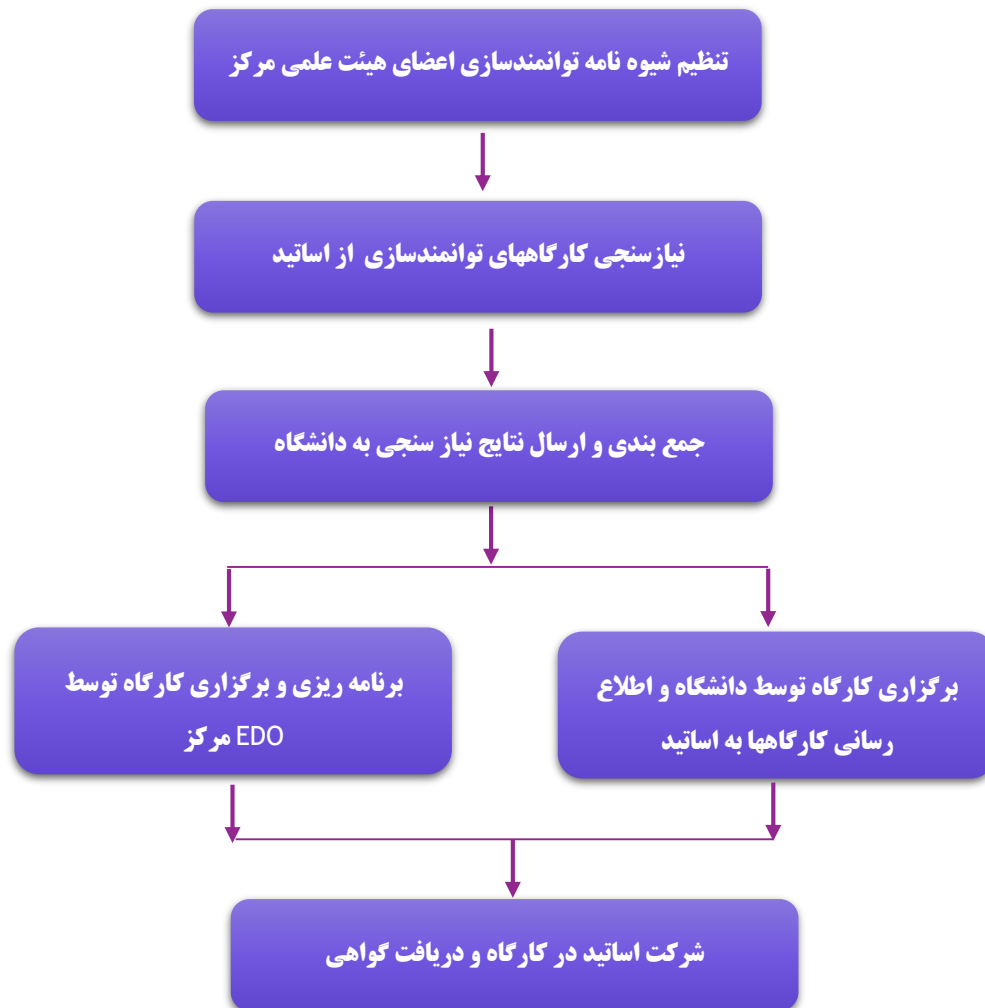 تنظیم شیوه نامه توانمندسازی اعضای هیئت علمی مرکز
نیازسنجی کارگاههای توانمندسازی از اساتید
جمع بندی و ارسال نتایج نیاز سنجی به دانشگاه
برگزاری کارگاه توسط دانشگاه و اطلاع
رسانی کارگاهها به اساتید
برنامه ریزی و برگزاری کارگاه توسط
EDO مرکز
شرکت اساتید در کارگاه و دریافت گواهی